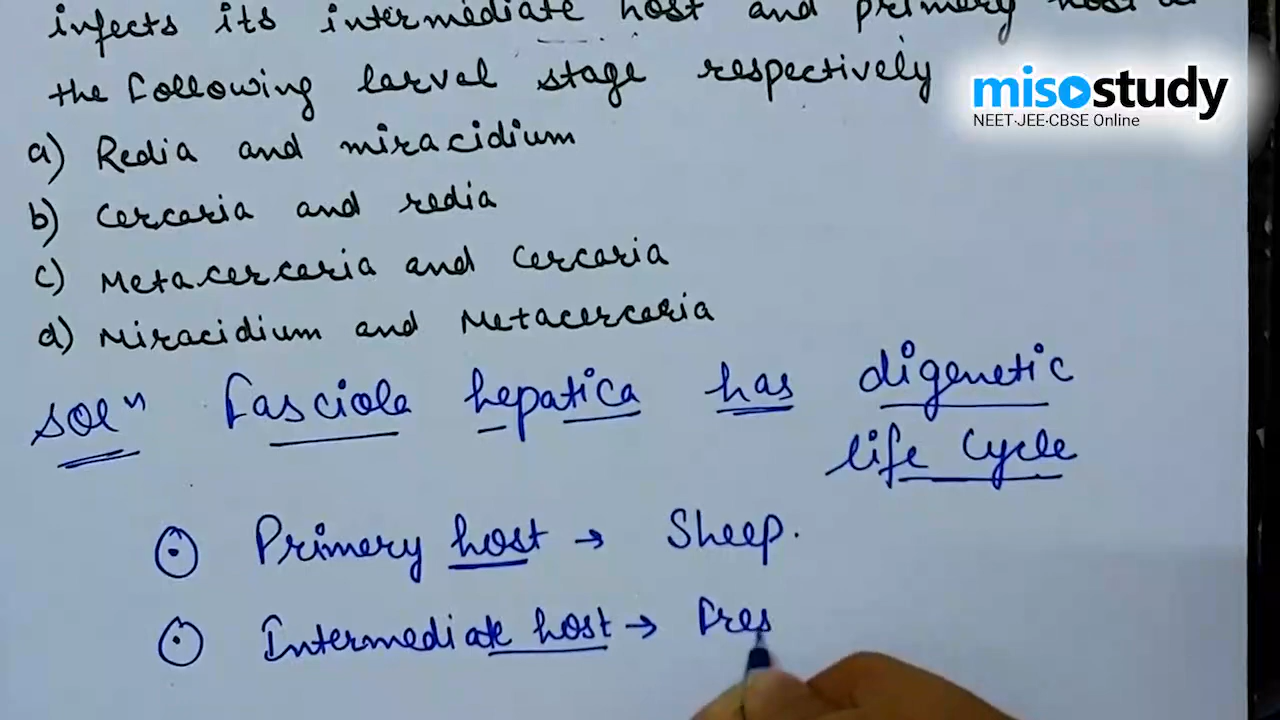 infects its intermediate host and primary host
the following larval stage respectively
misostudy
NEET·JEE·CBSE Online
a) Redia and miracidium
b) Cercaria and redia
c) Metacercaria and Cercaria
d) Miracidium and Metacercaria
Solⁿ Fasciola hepatica has digenetic
life Cycle
Primary host → Sheep.
Intermediate host → Fres